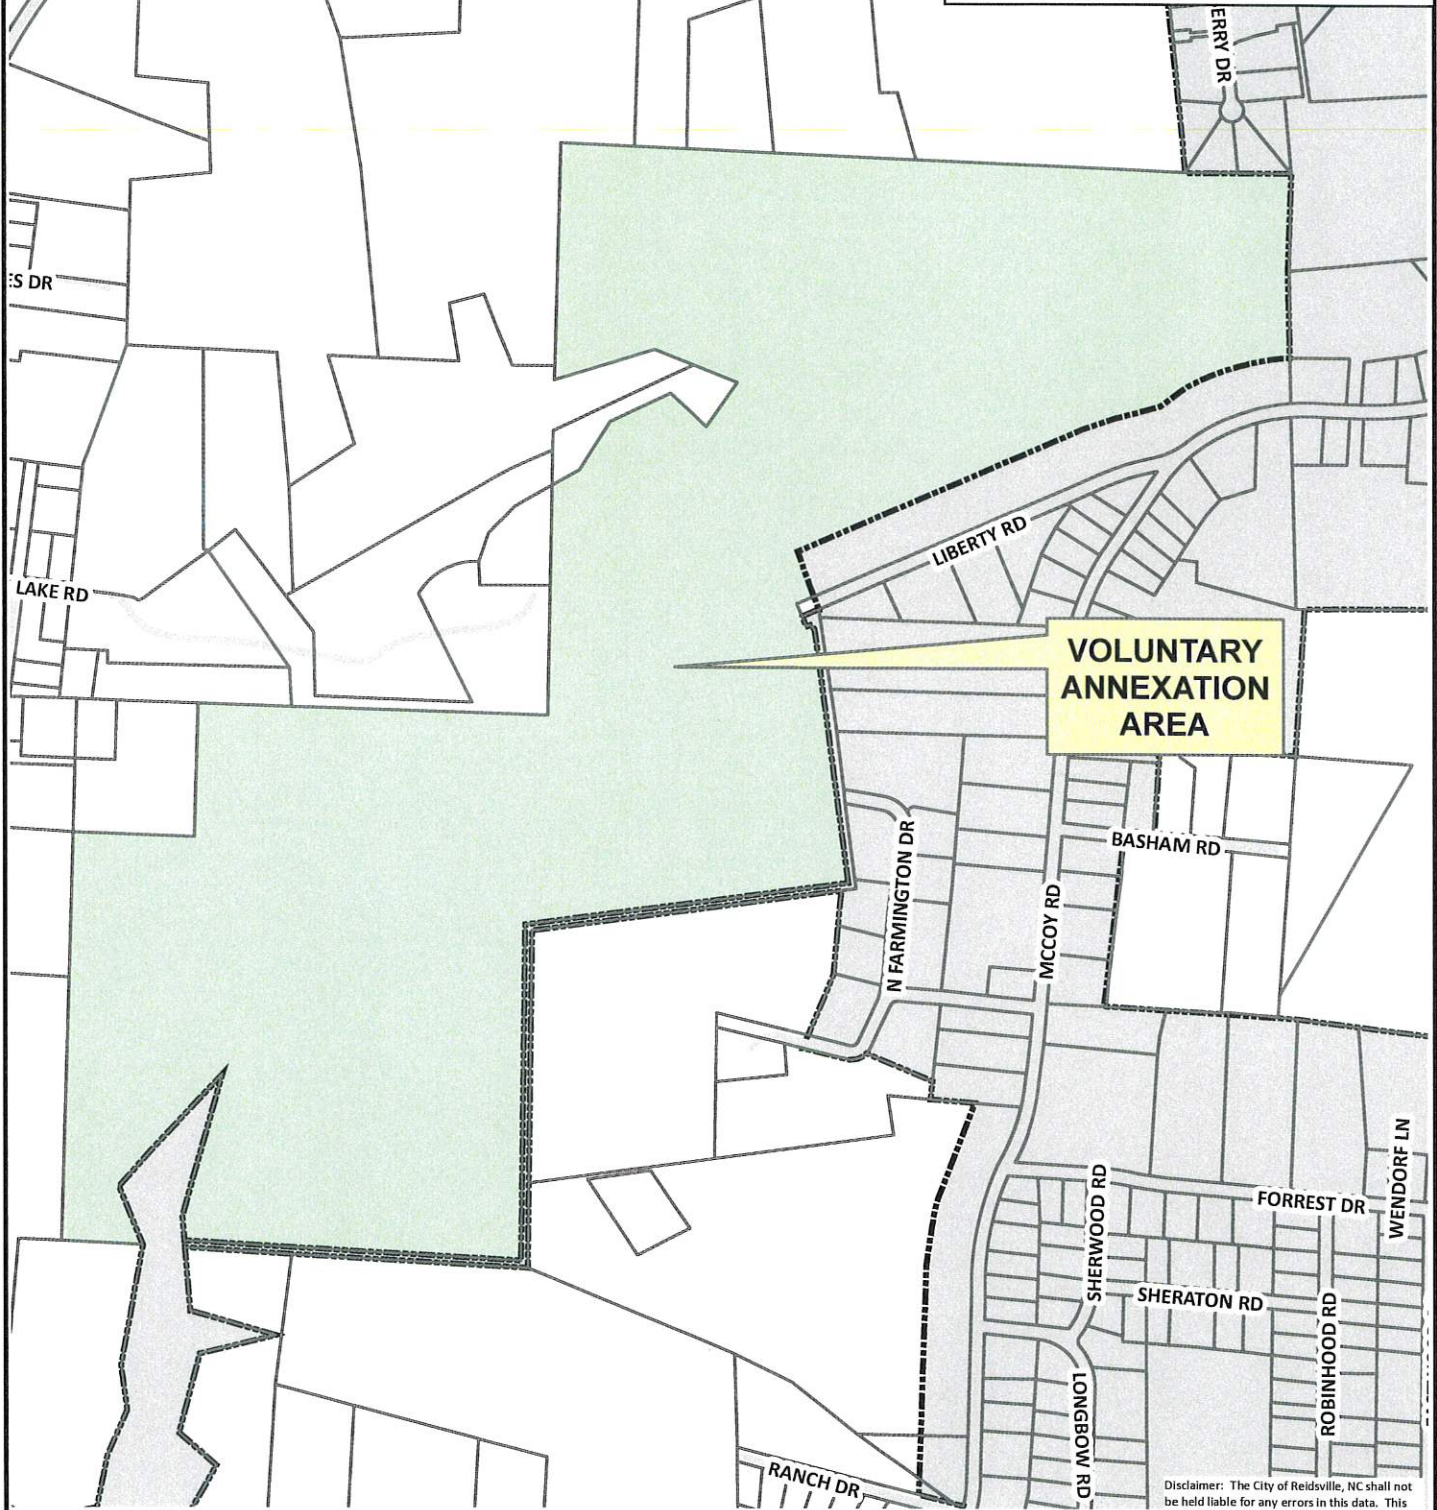 ERRY DR
ES DR
LIBERTY RD
LAKE RD
VOLUNTARY
ANNEXATION
AREA
BASHAM RD
N FARMINGTON DR
MCCOY RD
WENDORF LN
FORREST DR
SHERWOOD RD
SHERATON RD
ROBINHOOD RD
LONGBOW RD
RANCH DR
Disclaimer: The City of Reidsville, NC shall not
be held liable for any errors in this data. This